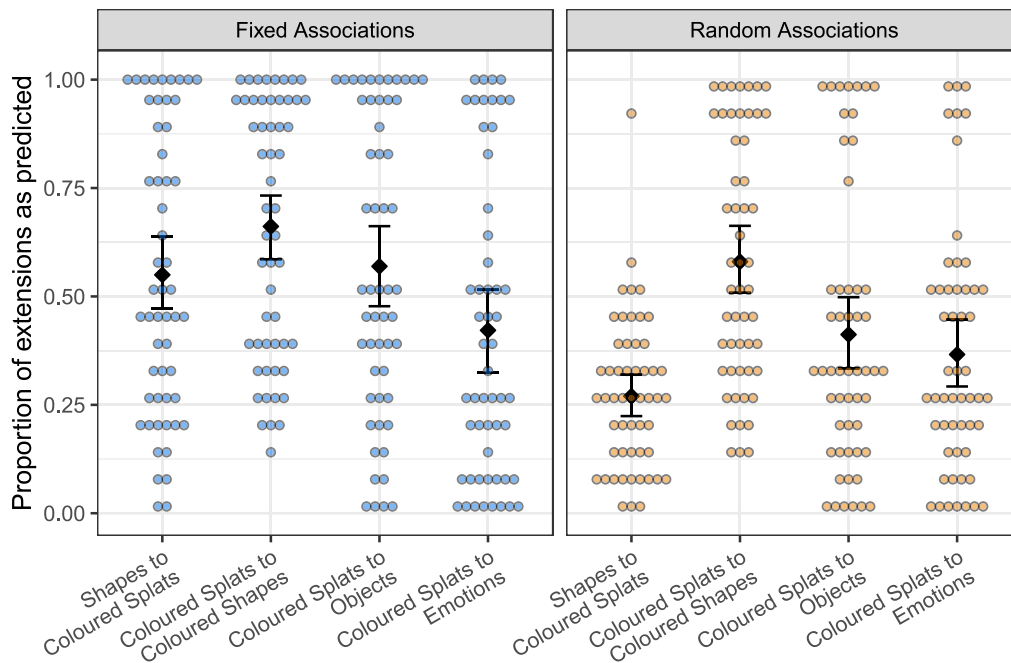 Fixed Associations
Random Associations
Proportion of extensions as predicted
1.00
0.75
0.50
0.25
0.00
Shapes to
Coloured Splats
Coloured Splats to
Coloured Shapes
Coloured Splats to
Objects
Coloured Splats to
Emotions
Shapes to
Coloured Splats
Coloured Splats to
Coloured Shapes
Coloured Splats to
Objects
Coloured Splats to
Emotions